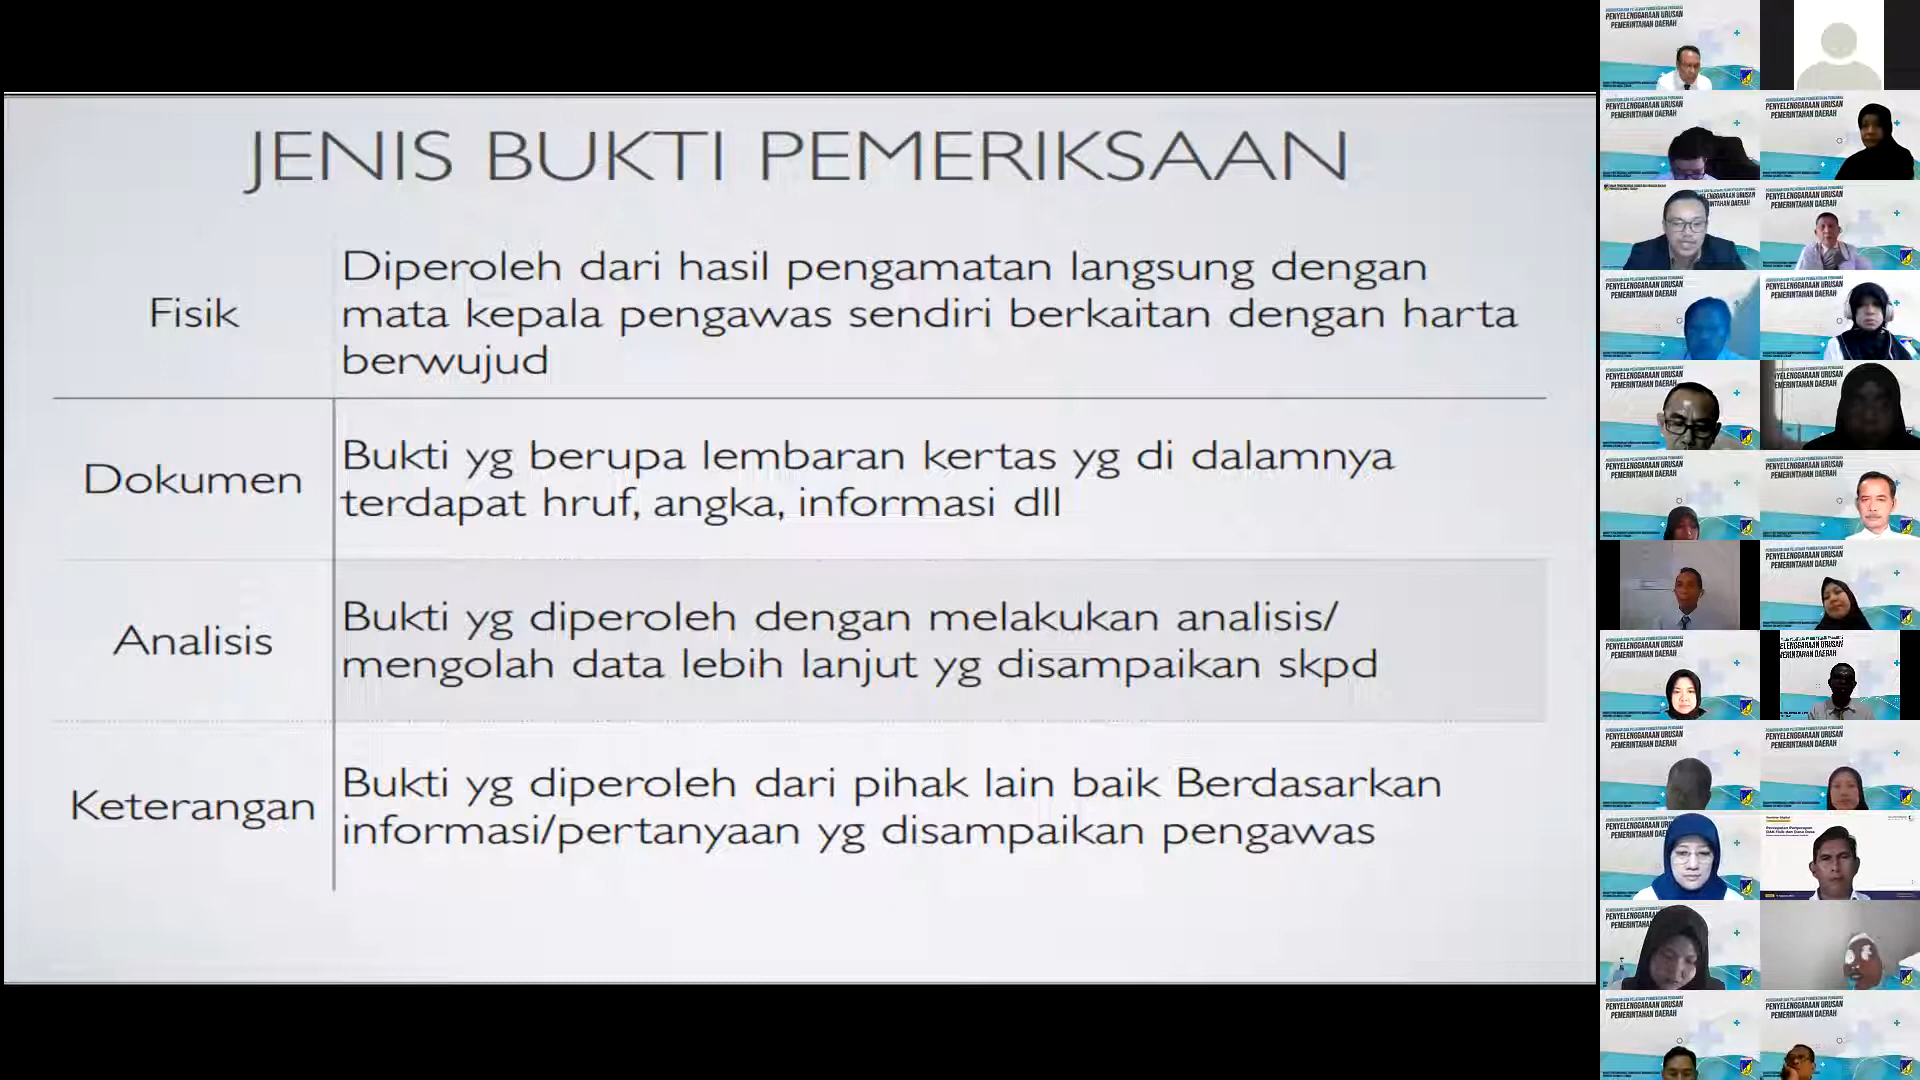 JENIS BUKTI PEMERIKSAAN
Fisik
Diperoleh dari hasil pengamatan langsung dengan
mata kepala pengawas sendiri berkaitan dengan harta
berwujud
Dokumen
Bukti yg berupa lembaran kertas yg di dalamnya
terdapat hruf, angka, informasi dll
Analisis
Bukti yg diperoleh dengan melakukan analisis/
mengolah data lebih lanjut yg disampaikan skpd
Keterangan
Bukti yg diperoleh dari pihak lain baik Berdasarkan
informasi/pertanyaan yg disampaikan pengawas
PENYELENGGARAAN URUSAN
PEMERINTAHAN DAERAH